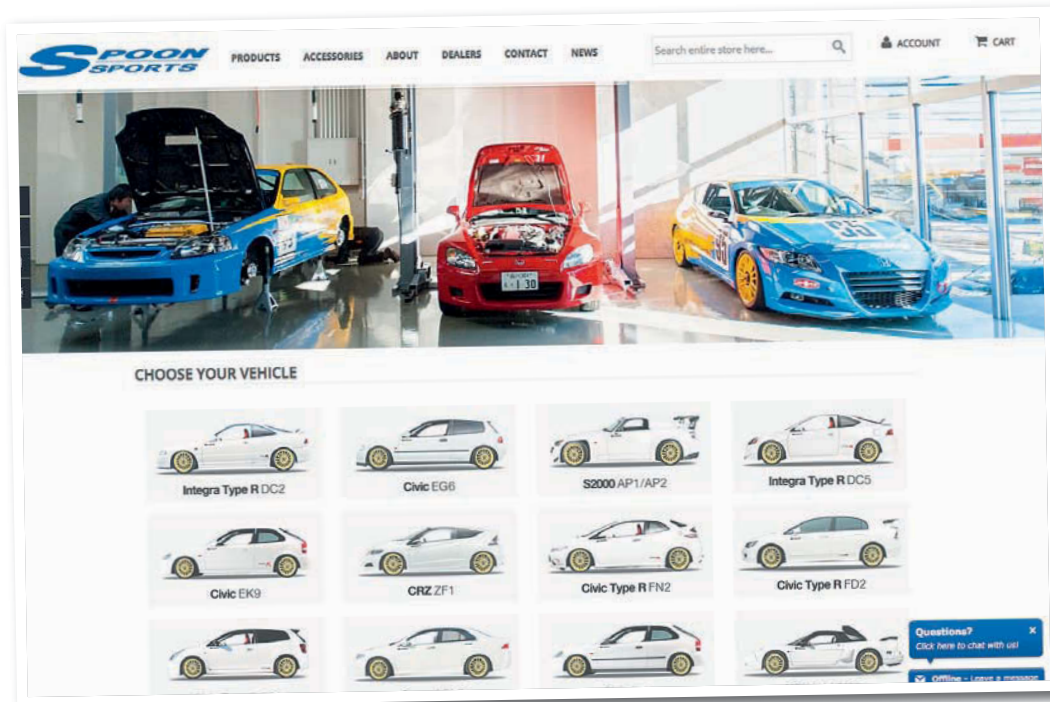 SPOON SPORTS
PRODUCTS ACCESSORIES ABOUT DEALERS CONTACT NEWS
Search entire store here...
ACCOUNT CART
35
130
CHOOSE YOUR VEHICLE
Integra Type R DC2
Civic EG6
S2000 AP1/AP2
Integra Type R DC5
Civic EK9
CRZ ZF1
Civic Type R FN2
Civic Type R FD2
Questions? x
Click here to chat with us!
Offline - Leave a message